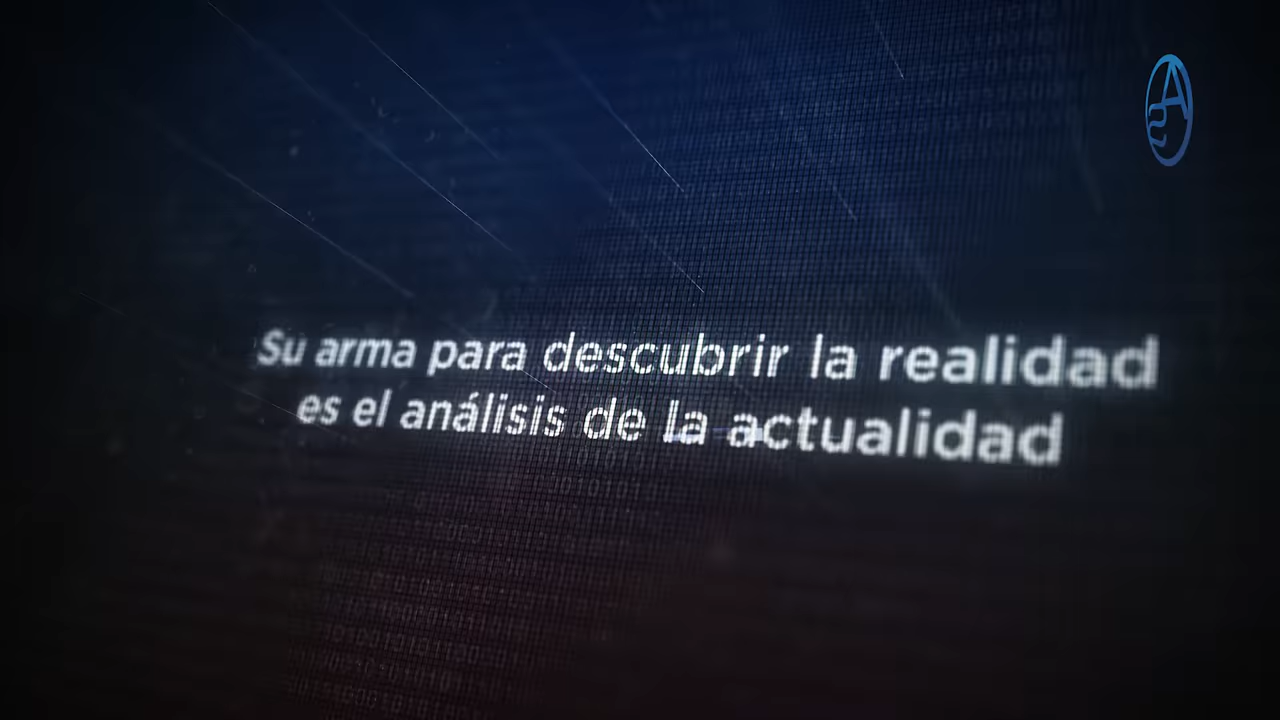 Su arma para descubrir la realidad
es el análisis de la actualidad